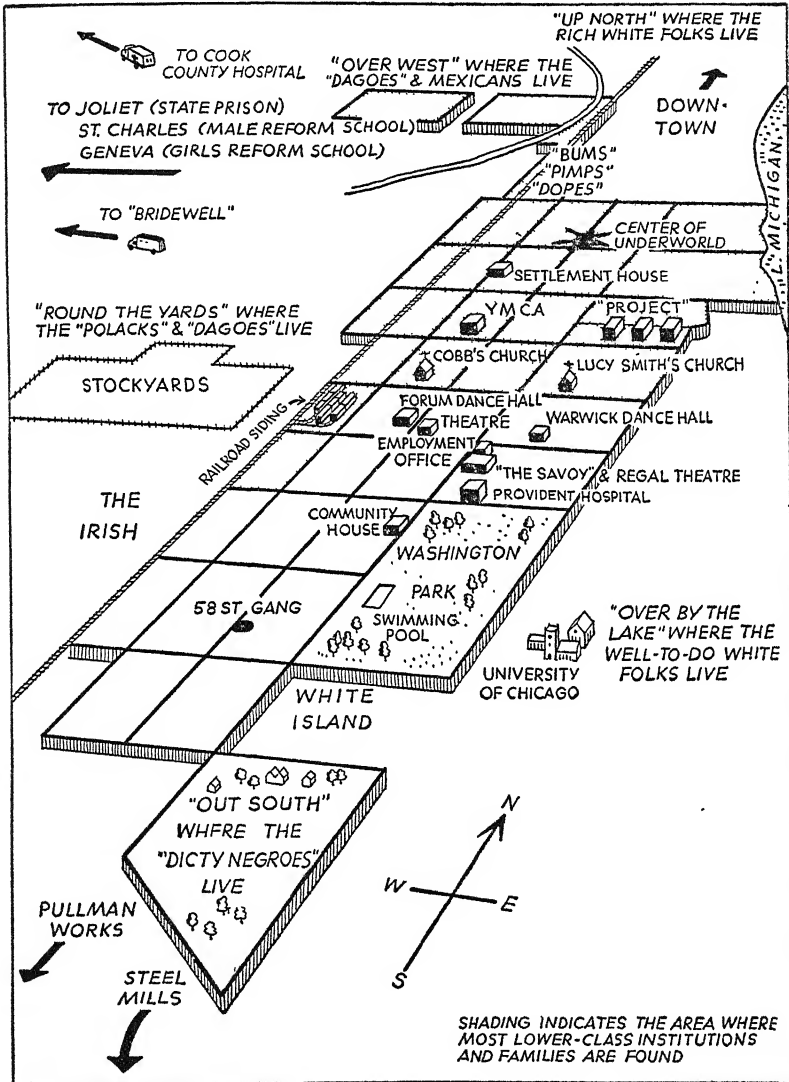 "UP NORTH" WHERE THE
RICH WHITE FOLKS LIVE
TO COOK
COUNTY HOSPITAL
"OVER WEST" WHERE THE
"DAGOES" & MEXICANS LIVE
DOWN-
TOWN
TO JOLIET (STATE PRISON)
ST. CHARLES (MALE REFORM SCHOOL)
GENEVA (GIRLS REFORM SCHOOL)
L. MICHIGAN
"BUMS"
"PIMPS"
"DOPES"
TO "BRIDEWELL"
CENTER OF
UNDERWORLD
SETTLEMENT HOUSE
"ROUND THE YARDS" WHERE
THE "POLACKS" & "DAGOES" LIVE
YMCA
"PROJECT"
STOCKYARDS
COBB'S CHURCH
LUCY SMITH'S CHURCH
RAILROAD SIDING
FORUM DANCE HALL
THEATRE
WARWICK DANCE HALL
EMPLOYMENT
OFFICE
"THE SAVOY" & REGAL THEATRE
PROVIDENT HOSPITAL
THE
IRISH
COMMUNITY
HOUSE
WASHINGTON
PARK
SWIMMING
POOL
58 ST. GANG
"OVER BY THE
LAKE" WHERE THE
WELL-TO-DO WHITE
FOLKS LIVE
UNIVERSITY
OF CHICAGO
WHITE
ISLAND
"OUT SOUTH"
WHFRE THE
"DICTY NEGROES"
LIVE
N
W
E
S
PULLMAN
WORKS
STEEL
MILLS
SHADING INDICATES THE AREA WHERE
MOST LOWER-CLASS INSTITUTIONS
AND FAMILIES ARE FOUND